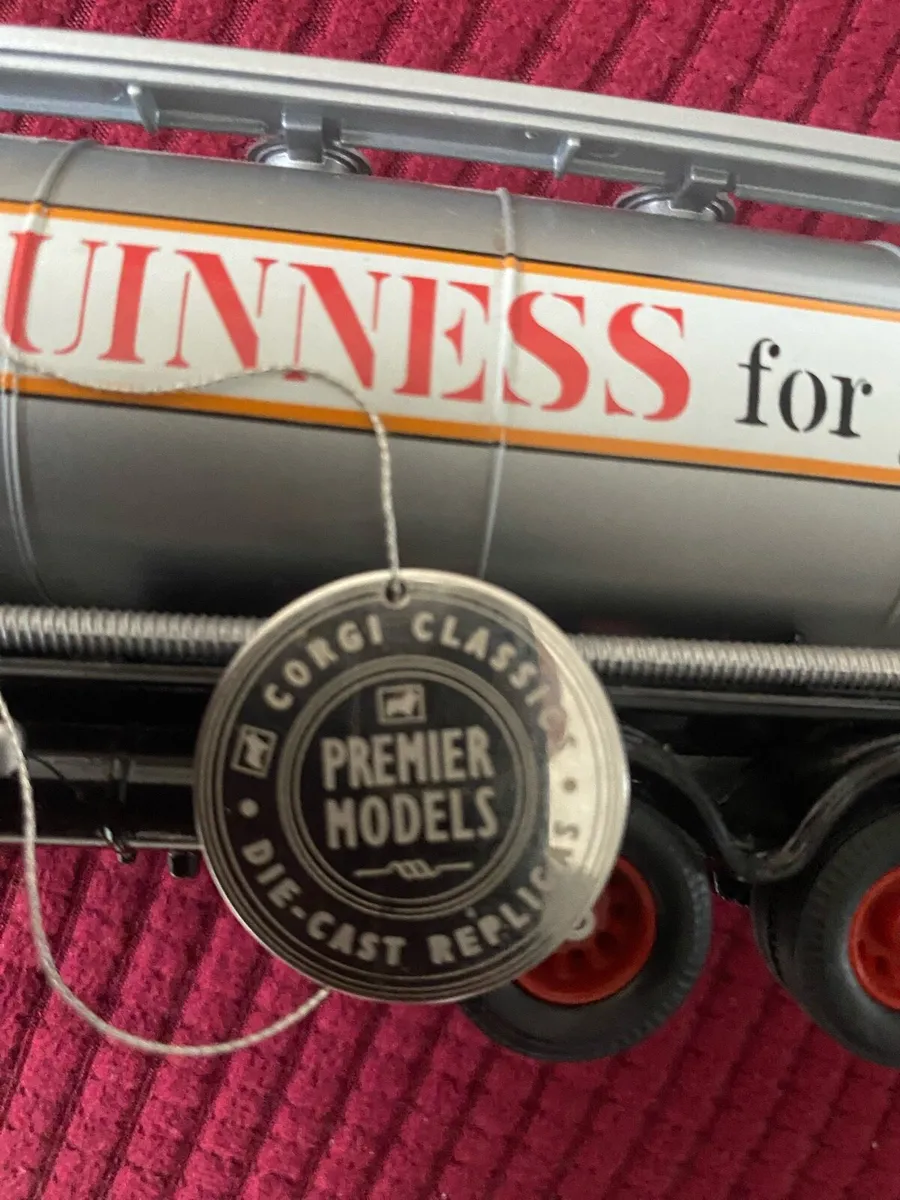 UINNESS for
CORGI CLASSICS
PREMIER
MODELS
DIE-CAST REPLICAS